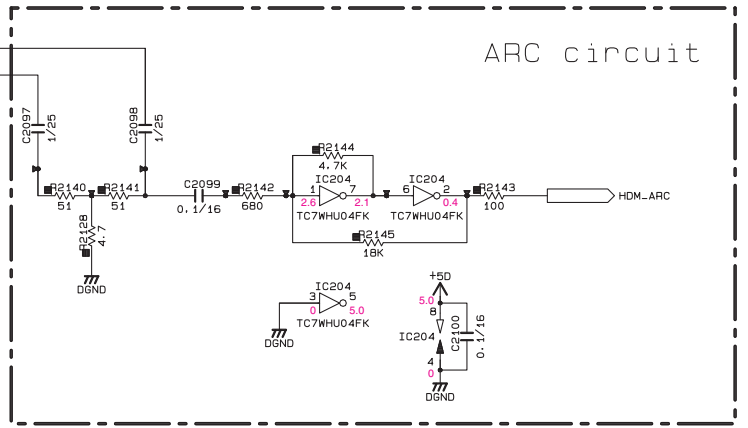 ARC circuit
C2097
1/25
C2098
1/25
R2144
4.7K
R2140
51
R2141
51
C2099
0.1/16
R2142
680
IC204
1
7
2.6
2.1
TC7WHU04FK
IC204
6
2
0.4
TC7WHU04FK
R2143
100
HDM_ARC
R2128
4.7
DGND
R2145
18K
IC204
3
5
0
5.0
TC7WHU04FK
DGND
+5D
5.0
8
IC204
C2100
0.1/16
4
0
DGND